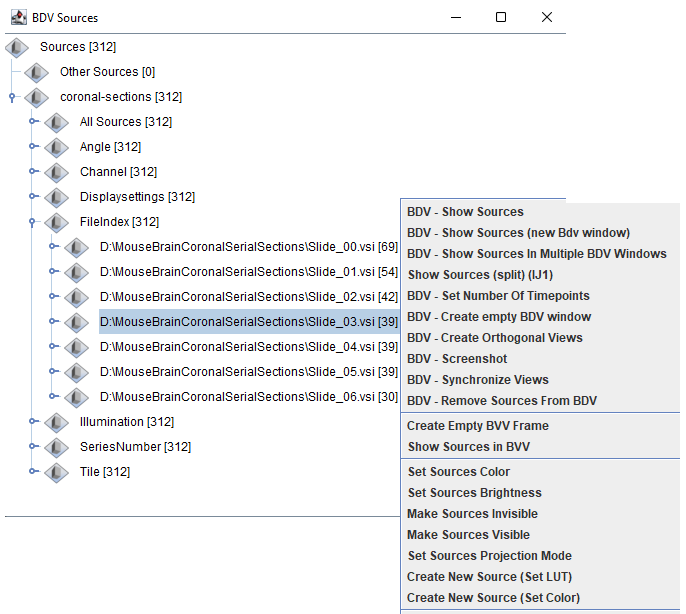 BDV Sources
Sources [312]
Other Sources [0]
coronal-sections [312]
All Sources [312]
Angle [312]
Channel [312]
Displaysettings [312]
FileIndex [312]
D:\MouseBrainCoronalSerialSections\Slide_00.vsi [69]
D:\MouseBrainCoronalSerialSections\Slide_01.vsi [54]
D:\MouseBrainCoronalSerialSections\Slide_02.vsi [42]
D:\MouseBrainCoronalSerialSections\Slide_03.vsi [39]
D:\MouseBrainCoronalSerialSections\Slide_04.vsi [39]
D:\MouseBrainCoronalSerialSections\Slide_05.vsi [39]
D:\MouseBrainCoronalSerialSections\Slide_06.vsi [30]
Illumination [312]
SeriesNumber [312]
Tile [312]
BDV - Show Sources
BDV - Show Sources (new Bdv window)
BDV - Show Sources In Multiple BDV Windows
Show Sources (split) (IJ1)
BDV - Set Number Of Timepoints
BDV - Create empty BDV window
BDV - Create Orthogonal Views
BDV - Screenshot
BDV - Synchronize Views
BDV - Remove Sources From BDV
Create Empty BVV Frame
Show Sources in BVV
Set Sources Color
Set Sources Brightness
Make Sources Invisible
Make Sources Visible
Set Sources Projection Mode
Create New Source (Set LUT)
Create New Source (Set Color)